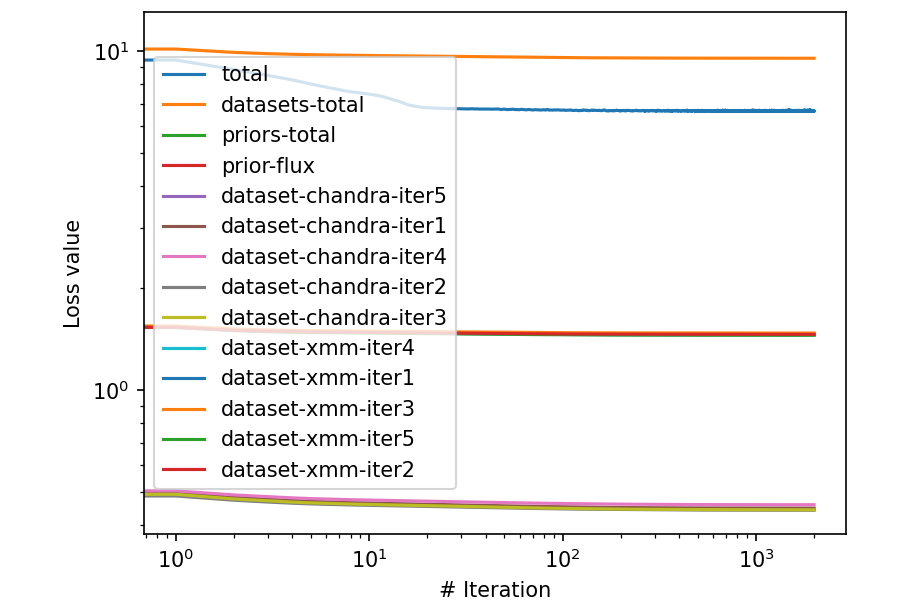 10¹
10⁰
Loss value
total
datasets-total
priors-total
prior-flux
dataset-chandra-iter5
dataset-chandra-iter1
dataset-chandra-iter4
dataset-chandra-iter2
dataset-chandra-iter3
dataset-xmm-iter4
dataset-xmm-iter1
dataset-xmm-iter3
dataset-xmm-iter5
dataset-xmm-iter2
10⁰ 10¹ 10² 10³
# Iteration